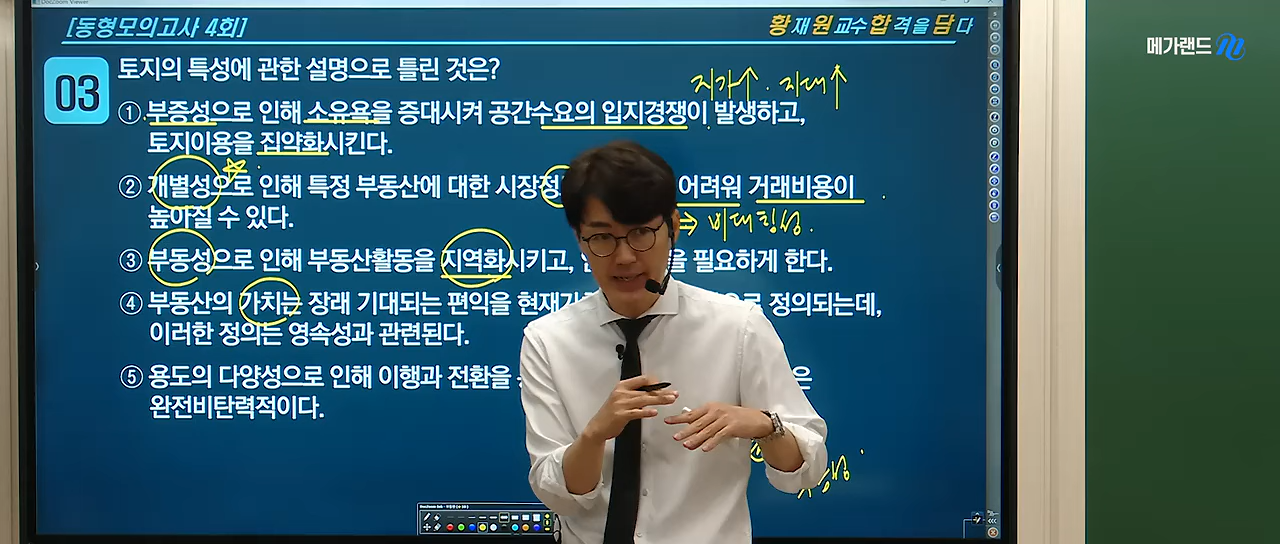 DocZoom Viewer
[동형모의고사 4회]
황재원교수합격을담다
메가랜드
03 토지의 특성에 관한 설명으로 틀린 것은?
지가↑ . 지대↑
① 부증성으로 인해 소유욕을 증대시켜 공간수요의 입지경쟁이 발생하고,
토지이용을 집약화시킨다.
② 개별성으로 인해 특정 부동산에 대한 시장정 어려워 거래비용이
높아질 수 있다.
⇒ 비대칭성.
③ 부동성으로 인해 부동산활동을 지역화시키고, 을 필요하게 한다.
④ 부동산의 가치는 장래 기대되는 편익을 현재가 으로 정의되는데,
이러한 정의는 영속성과 관련된다.
⑤ 용도의 다양성으로 인해 이행과 전환을 은
완전비탄력적이다.